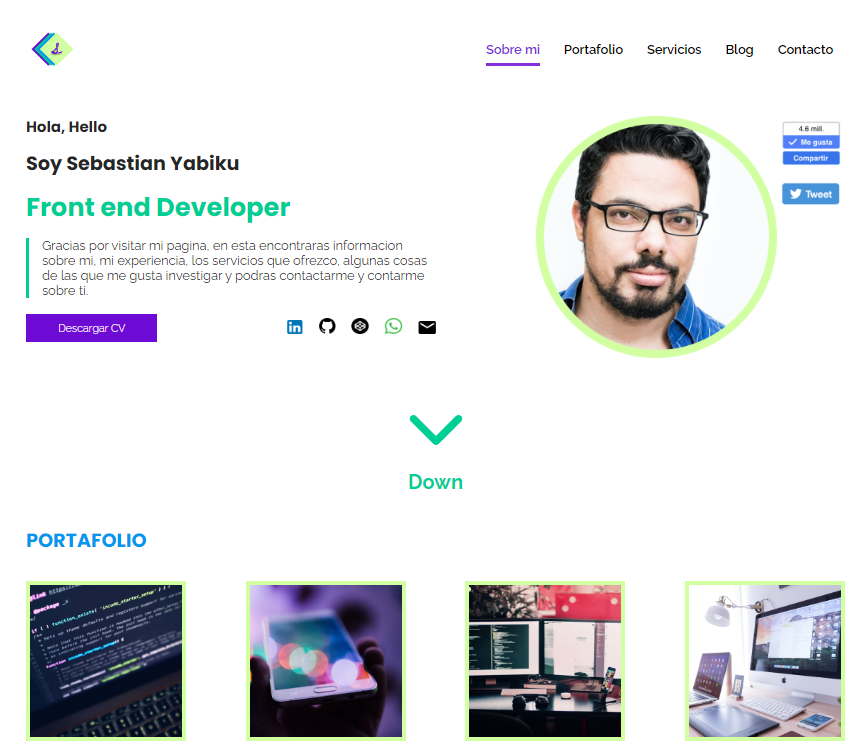 Sobre mi
Portafolio
Servicios
Blog
Contacto
Hola, Hello
Soy Sebastian Yabiku
Front end Developer
Gracias por visitar mi pagina, en esta encontraras informacion
sobre mi, mi experiencia, los servicios que ofrezco, algunas cosas
de las que me gusta investigar y podras contactarme y contarme
sobre ti.
Descargar CV
4.6 mill.
Me gusta
Compartir
Tweet
Down
PORTAFOLIO
@package
function